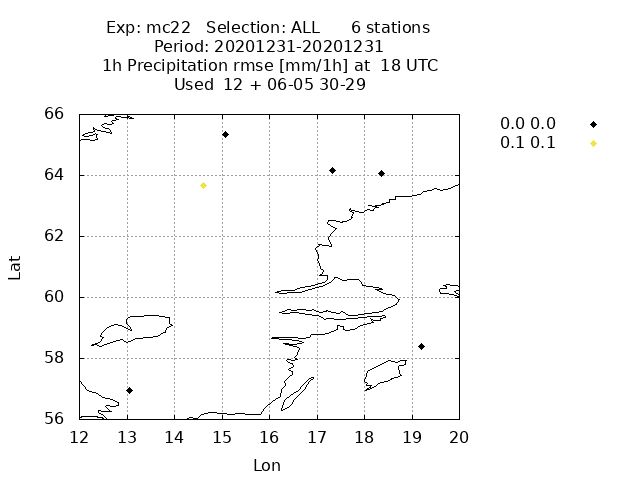 Exp: mc22   Selection: ALL      6 stations
Period: 20201231-20201231
1h Precipitation rmse [mm/1h] at  18 UTC
Used  12 + 06-05 30-29
0.0 0.0
0.1 0.1
66
64
62
60
58
56
Lat
12 13 14 15 16 17 18 19 20
Lon